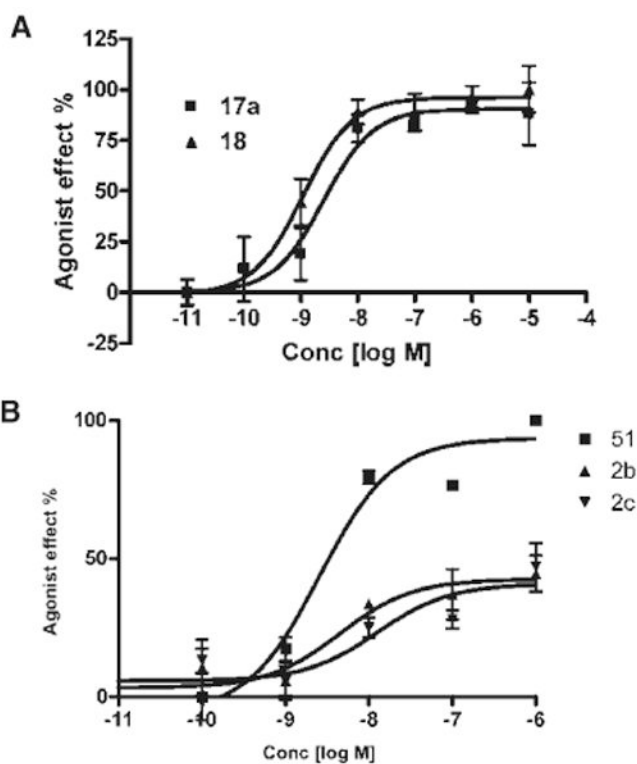 A
125
100
75
50
25
0
-25
Agonist effect %
17a
18
-11 -10 -9 -8 -7 -6 -5 -4
Conc [log M]
B
100
50
0
Agonist effect %
51
2b
2c
-11 -10 -9 -8 -7 -6
Conc [log M]